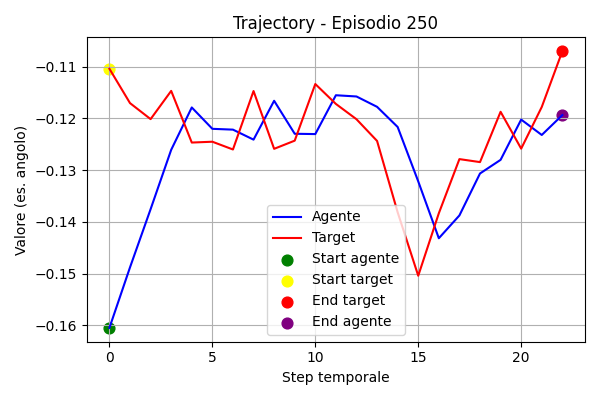 Trajectory - Episodio 250
Valore (es. angolo)
−0.11
−0.12
−0.13
−0.14
−0.15
−0.16
Agente
Target
Start agente
Start target
End target
End agente
0 5 10 15 20
Step temporale